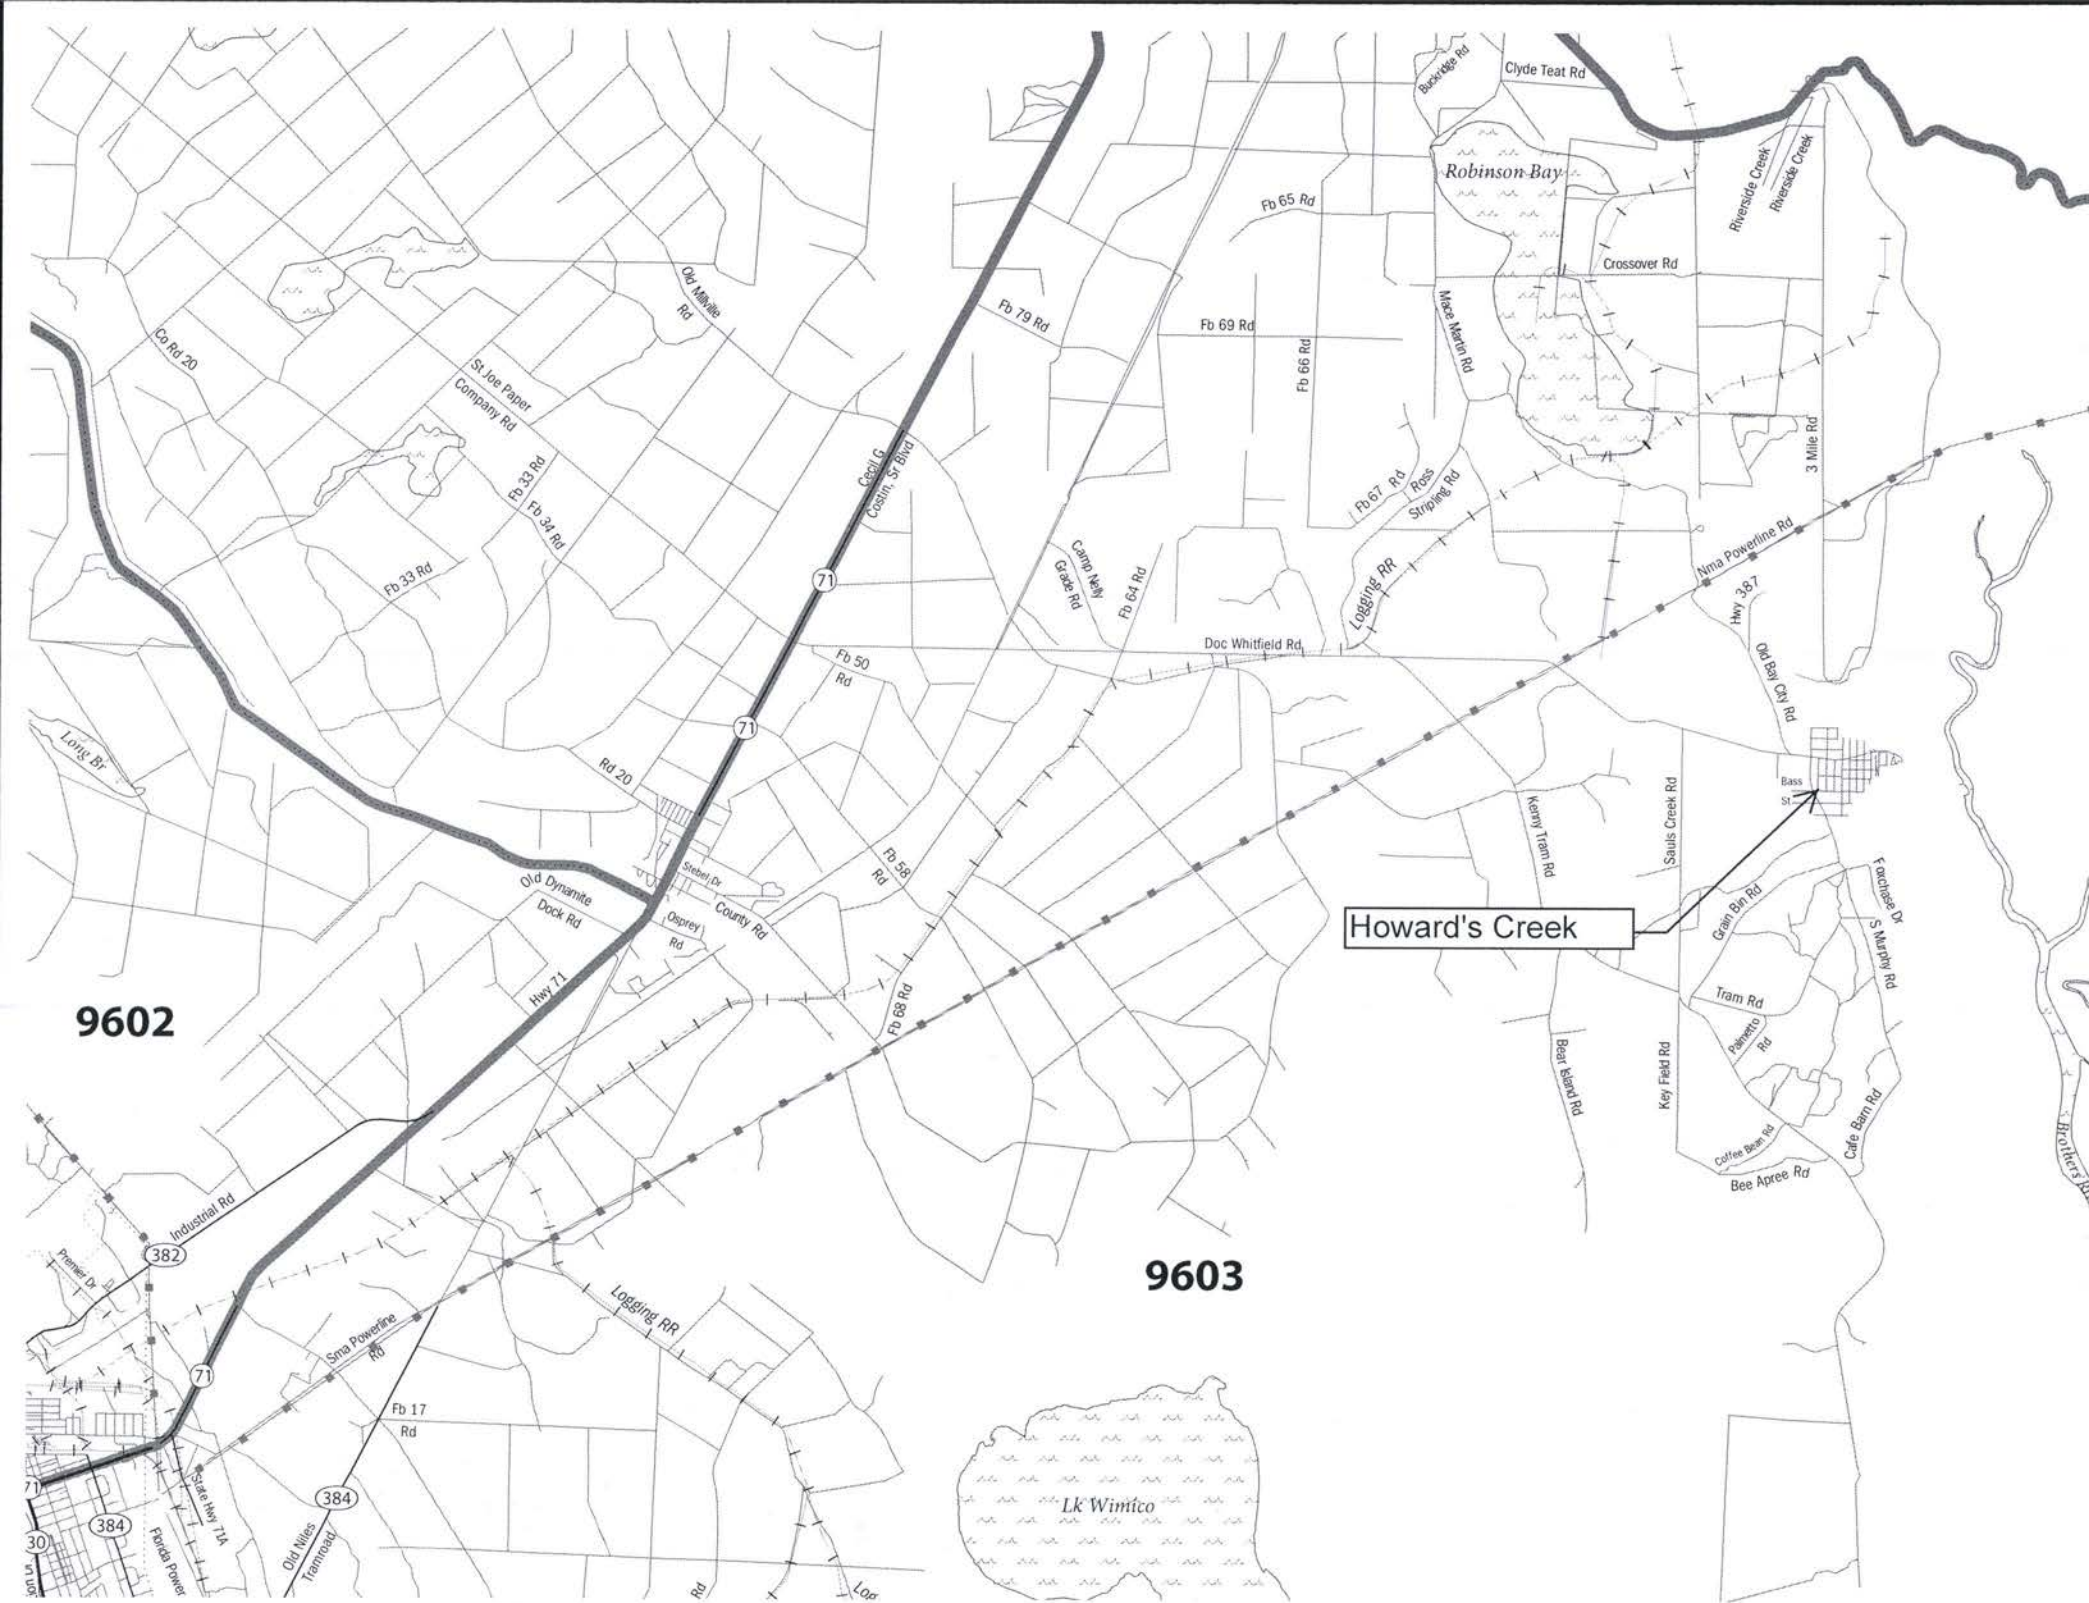 Buckridge Rd
Clyde Teat Rd
Robinson Bay
Riverside Creek
Riverside Creek
Fb 65 Rd
Crossover Rd
Old Millville
Rd
Fb 79 Rd
Fb 69 Rd
Mace Martin Rd
Co Rd 20
St Joe Paper
Company Rd
Fb 66 Rd
3 Mile Rd
Cecil G
Costin, Sr Blvd
Fb 33 Rd
Fb 34 Rd
Fb 67 Rd
Ross
Stripling Rd
Nma Powerline Rd
Fb 33 Rd
71
Camp Nelly
Grade Rd
Fb 64 Rd
Logging RR
Hwy 387
Doc Whitfield Rd
Fb 50
Rd
Old Bay City Rd
71
Long Br
Rd 20
Bass
St
Kenny Tram Rd
Sauls Creek Rd
Stebel Dr
Fb 58
Rd
Old Dynamite
Dock Rd
Osprey
Rd
County Rd
Howard's Creek
Grain Bin Rd
Foxchase Dr
S Murphy Rd
Hwy 71
9602
Fb 68 Rd
Tram Rd
Palmetto
Rd
Bear Island Rd
Key Field Rd
Cafe Barn Rd
Coffee Bean Rd
Bee Apree Rd
Brothers Ri
Industrial Rd
382
Premier Dr
9603
Logging RR
Sma Powerline
Rd
71
Fb 17
Rd
71
State Hwy 71A
384
384
30
Florida Power
Old Niles
Tramroad
Lk Wimico
Rd
Log